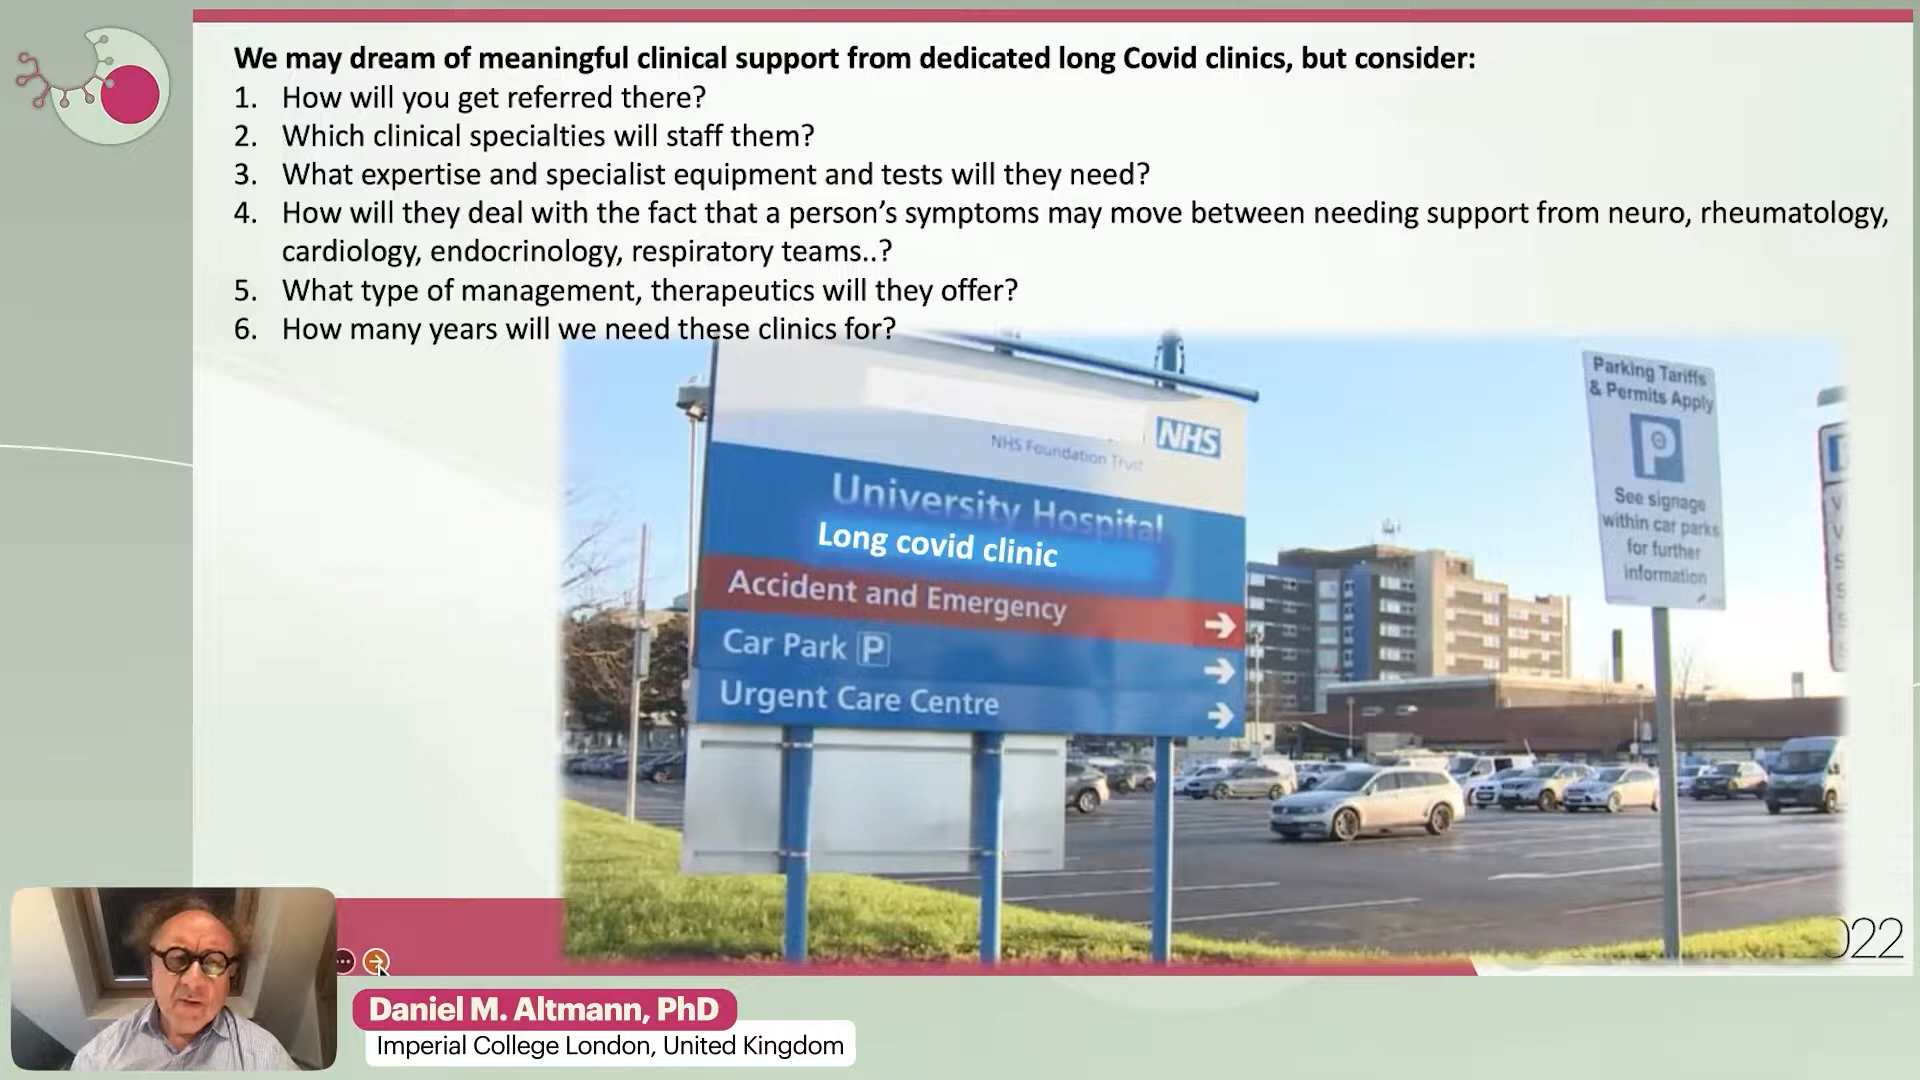 We may dream of meaningful clinical support from dedicated long Covid clinics, but consider:
1. How will you get referred there?
2. Which clinical specialties will staff them?
3. What expertise and specialist equipment and tests will they need?
4. How will they deal with the fact that a person’s symptoms may move between needing support from neuro, rheumatology,
cardiology, endocrinology, respiratory teams..?
5. What type of management, therapeutics will they offer?
6. How many years will we need these clinics for?
NHS
NHS Foundation Trust
University Hospital
Long covid clinic
Accident and Emergency
Car Park P
Urgent Care Centre
Parking Tariffs
& Permits Apply
P
See signage
within car parks
for further
information
022
Daniel M. Altmann, PhD
Imperial College London, United Kingdom